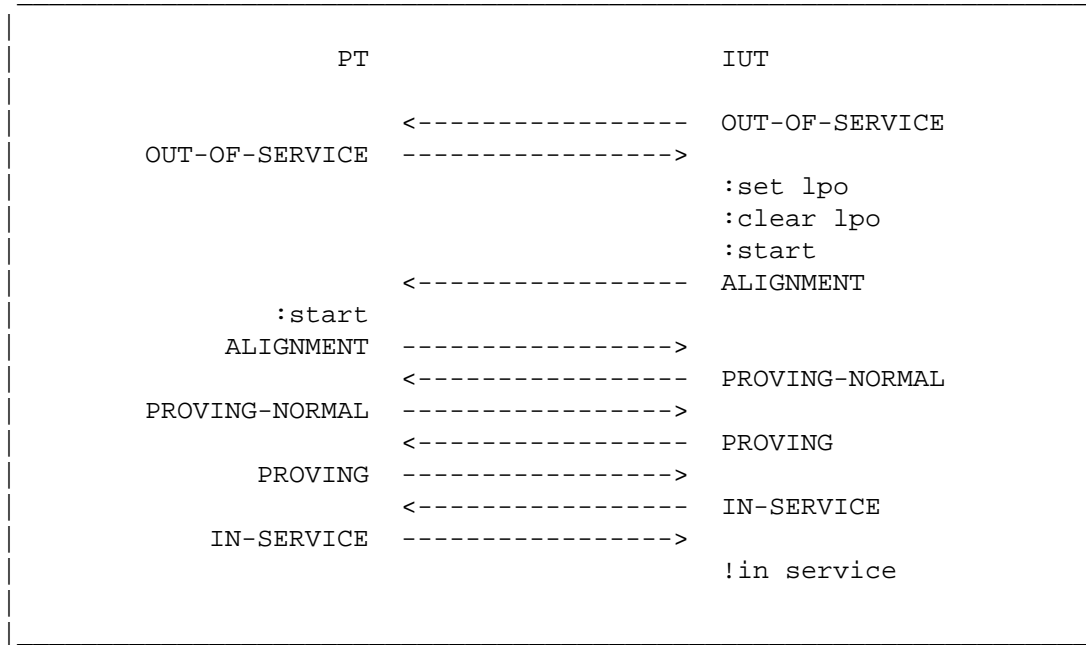 PT IUT
<----------------- OUT-OF-SERVICE
OUT-OF-SERVICE ----------------->
:set lpo
:clear lpo
:start
<----------------- ALIGNMENT
:start
ALIGNMENT ----------------->
<----------------- PROVING-NORMAL
PROVING-NORMAL ----------------->
<----------------- PROVING
PROVING ----------------->
<----------------- IN-SERVICE
IN-SERVICE ----------------->
!in service